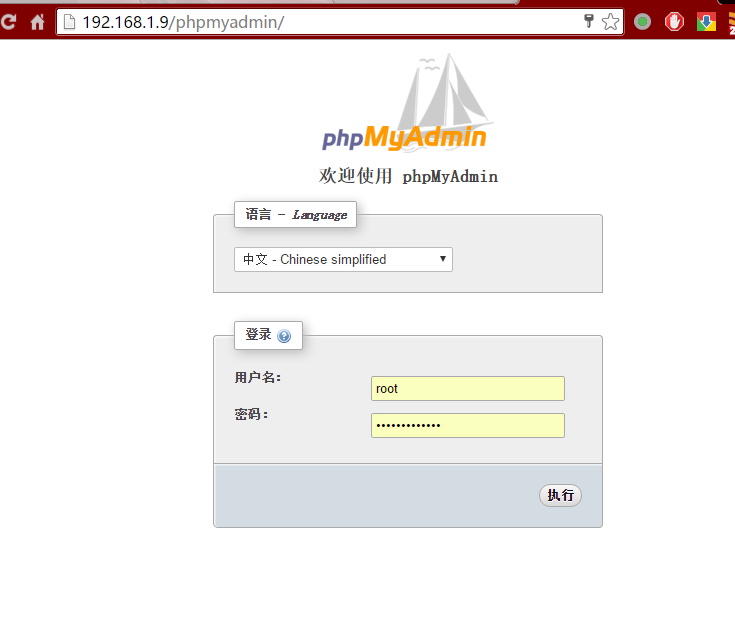 192.168.1.9/phpmyadmin/
phpMyAdmin
欢迎使用 phpMyAdmin
语言 - Language
中文 - Chinese simplified
登录
用户名：
root
密码：
•••••••••••••
执行